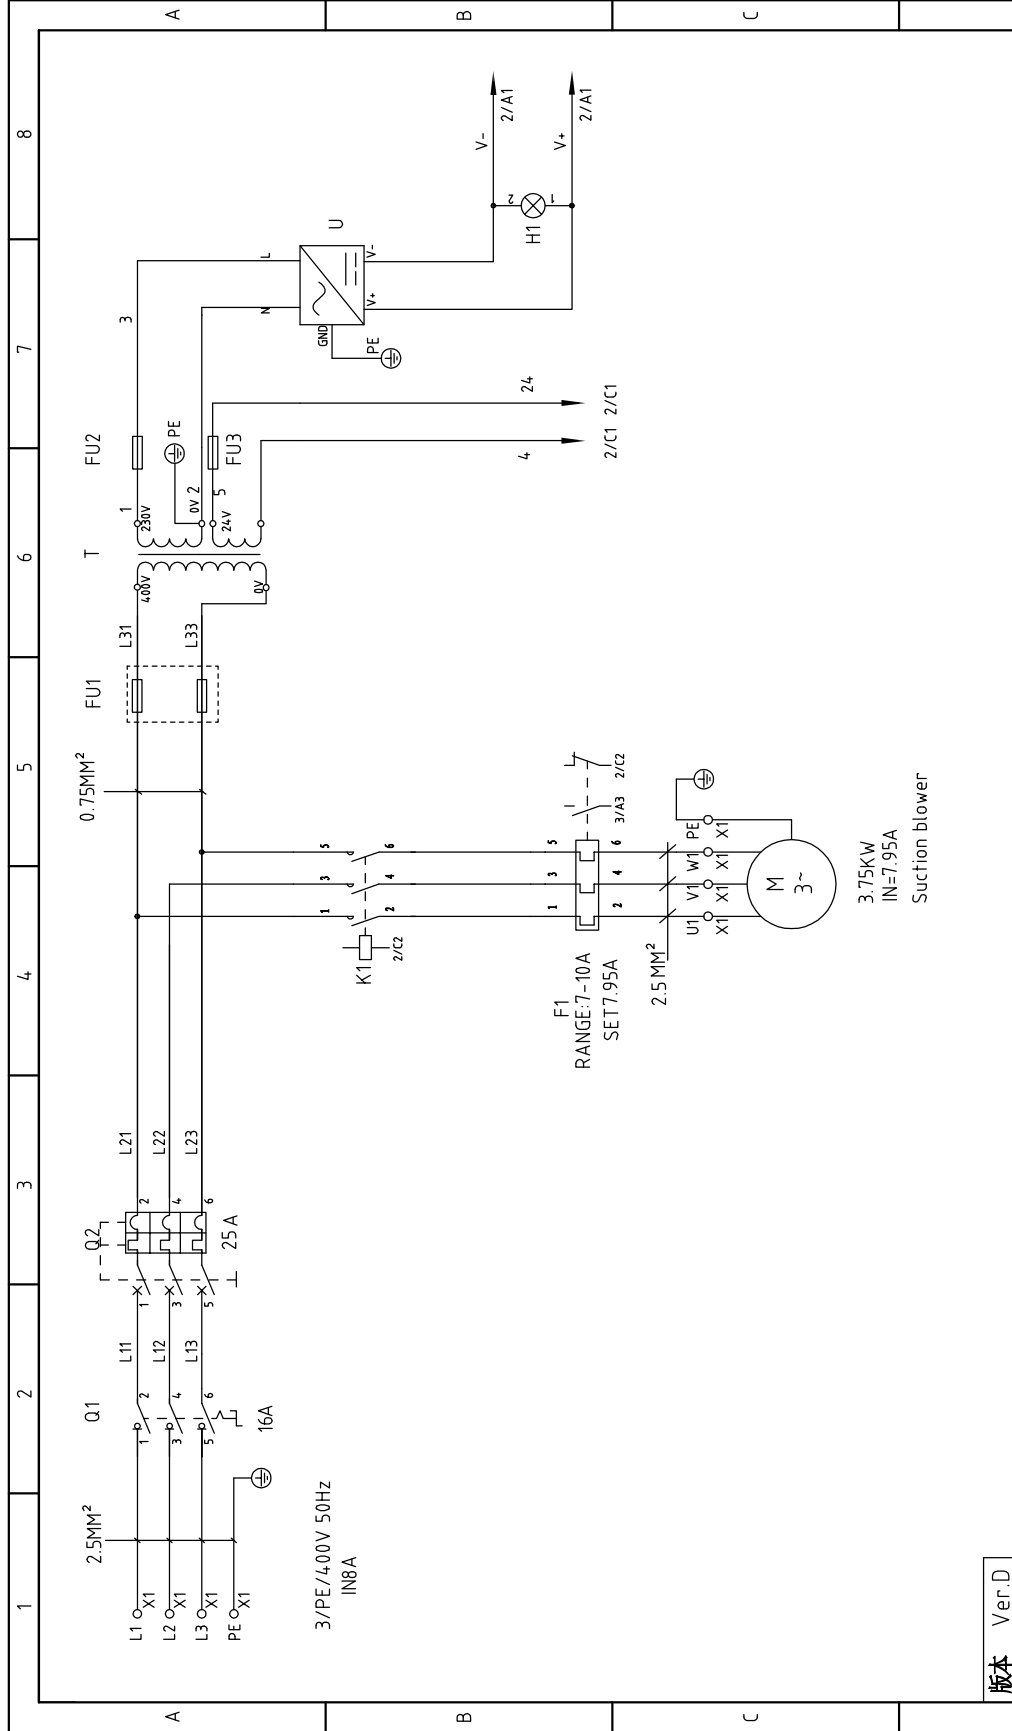 1 2 3 4 5 6 7 8
A
B
C
A
B
C
2.5MM²
L1 X1
L2 X1
L3 X1
PE X1
3/PE/400V 50Hz
IN8A
Q1
1 2
3 4
5 6
16A
L11
L12
L13
Q2
1 2
3 4
5 6
25A
L21
L22
L23
0.75MM²
FU1
L31
L33
T
400V
0V
230V
0V
24V
1
2
5
FU2
PE
FU3
3
4
24
2/C1 2/C1
L
N
U
GND
V+
V-
PE
H1
1
2
V-
2/A1
V+
2/A1
K1
2/C2
1 3 5
2 4 6
F1
RANGE:7-10A
SET7.95A
1 3 5
2 4 6
3/A3
2/C2
2.5MM²
U1 V1 W1 PE
X1 X1 X1 X1
M
3~
3.75KW
IN=7.95A
Suction blower
版本 Ver.D